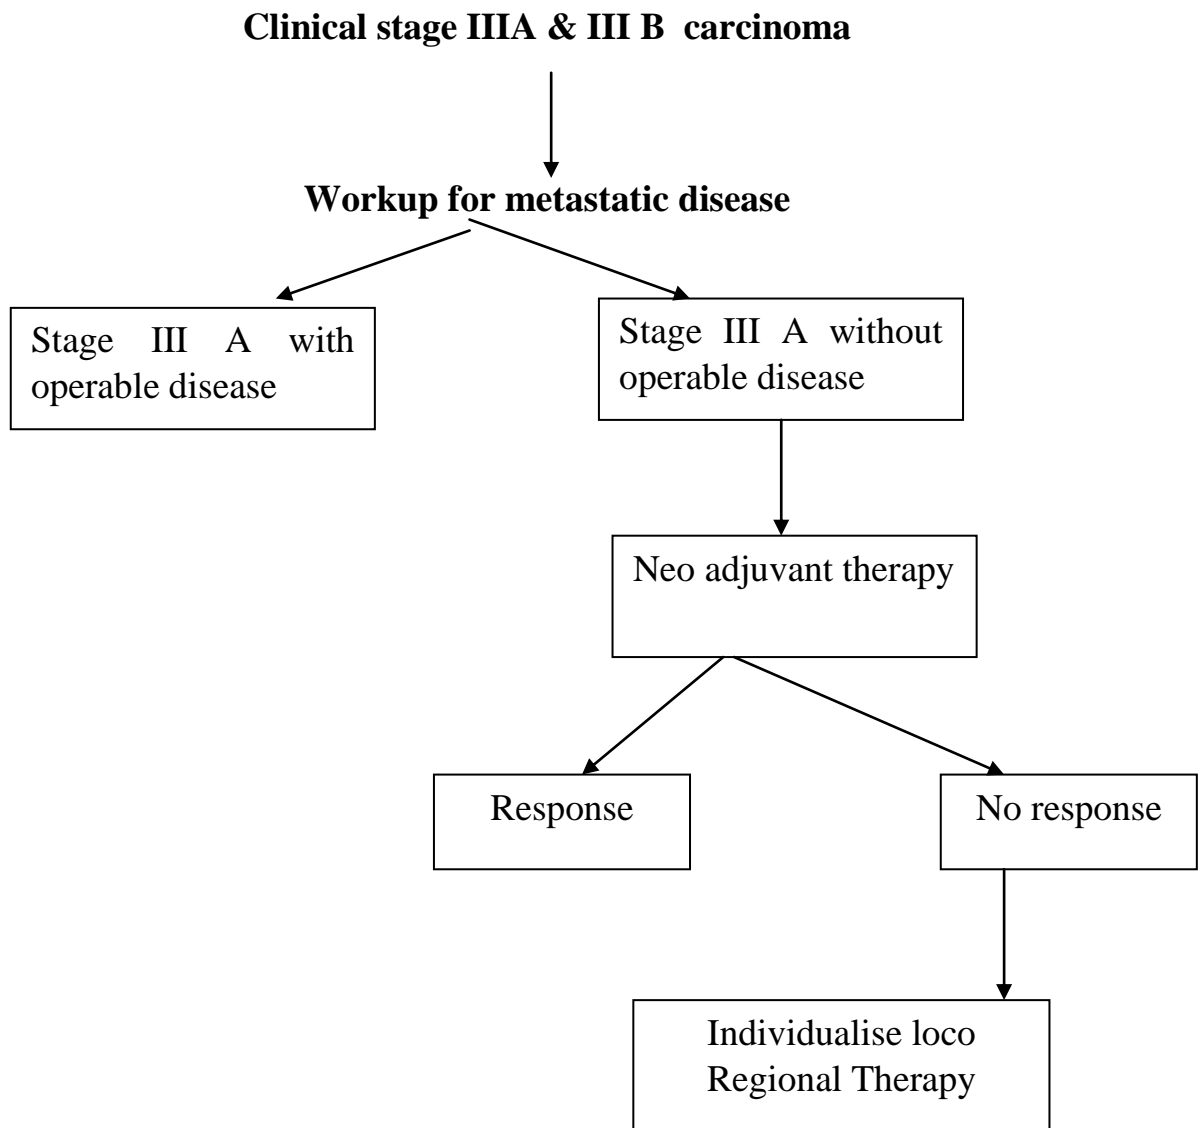 Clinical stage IIIA & III B carcinoma
Workup for metastatic disease
Stage III A with
operable disease
Stage III A without
operable disease
Neo adjuvant therapy
Response
No response
Individualise loco
Regional Therapy